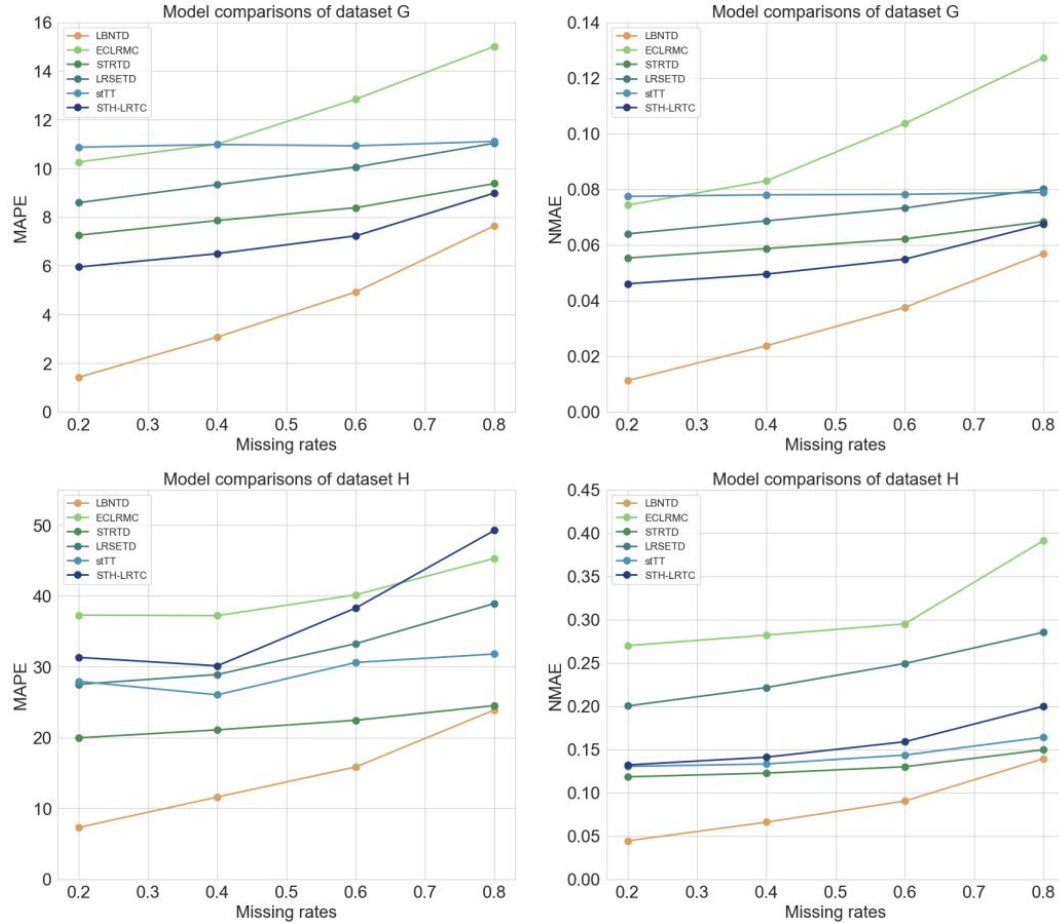 Model comparisons of dataset G
16
14
12
10
8
6
4
2
0
MAPE
LBNTD
ECLRMC
STRTD
LRSETD
stTT
STH-LRTC
0.2 0.3 0.4 0.5 0.6 0.7 0.8
Missing rates
Model comparisons of dataset G
0.14
0.12
0.10
0.08
0.06
0.04
0.02
0.00
NMAE
LBNTD
ECLRMC
STRTD
LRSETD
stTT
STH-LRTC
0.2 0.3 0.4 0.5 0.6 0.7 0.8
Missing rates
Model comparisons of dataset H
50
40
30
20
10
0
MAPE
LBNTD
ECLRMC
STRTD
LRSETD
stTT
STH-LRTC
0.2 0.3 0.4 0.5 0.6 0.7 0.8
Missing rates
Model comparisons of dataset H
0.45
0.40
0.35
0.30
0.25
0.20
0.15
0.10
0.05
0.00
NMAE
LBNTD
ECLRMC
STRTD
LRSETD
stTT
STH-LRTC
0.2 0.3 0.4 0.5 0.6 0.7 0.8
Missing rates